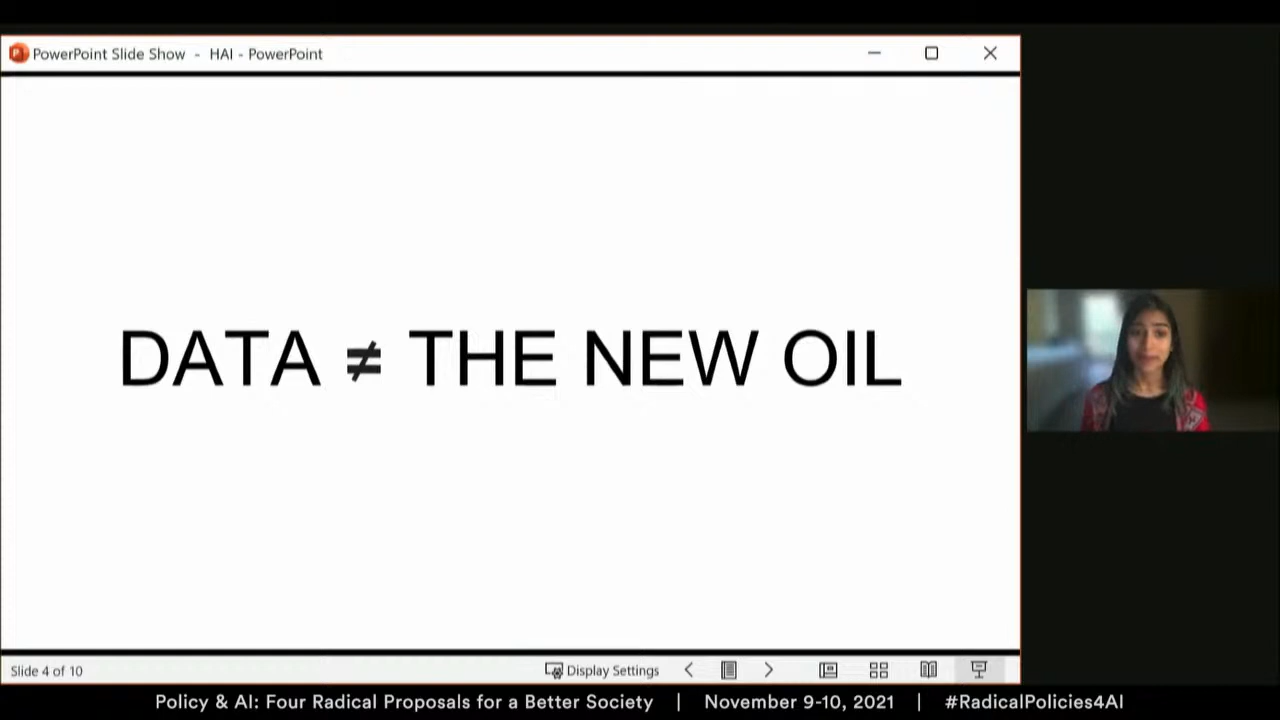 PowerPoint Slide Show - HAI - PowerPoint
DATA ≠ THE NEW OIL
Slide 4 of 10
Display Settings
Policy & AI: Four Radical Proposals for a Better Society | November 9-10, 2021 | #RadicalPolicies4AI